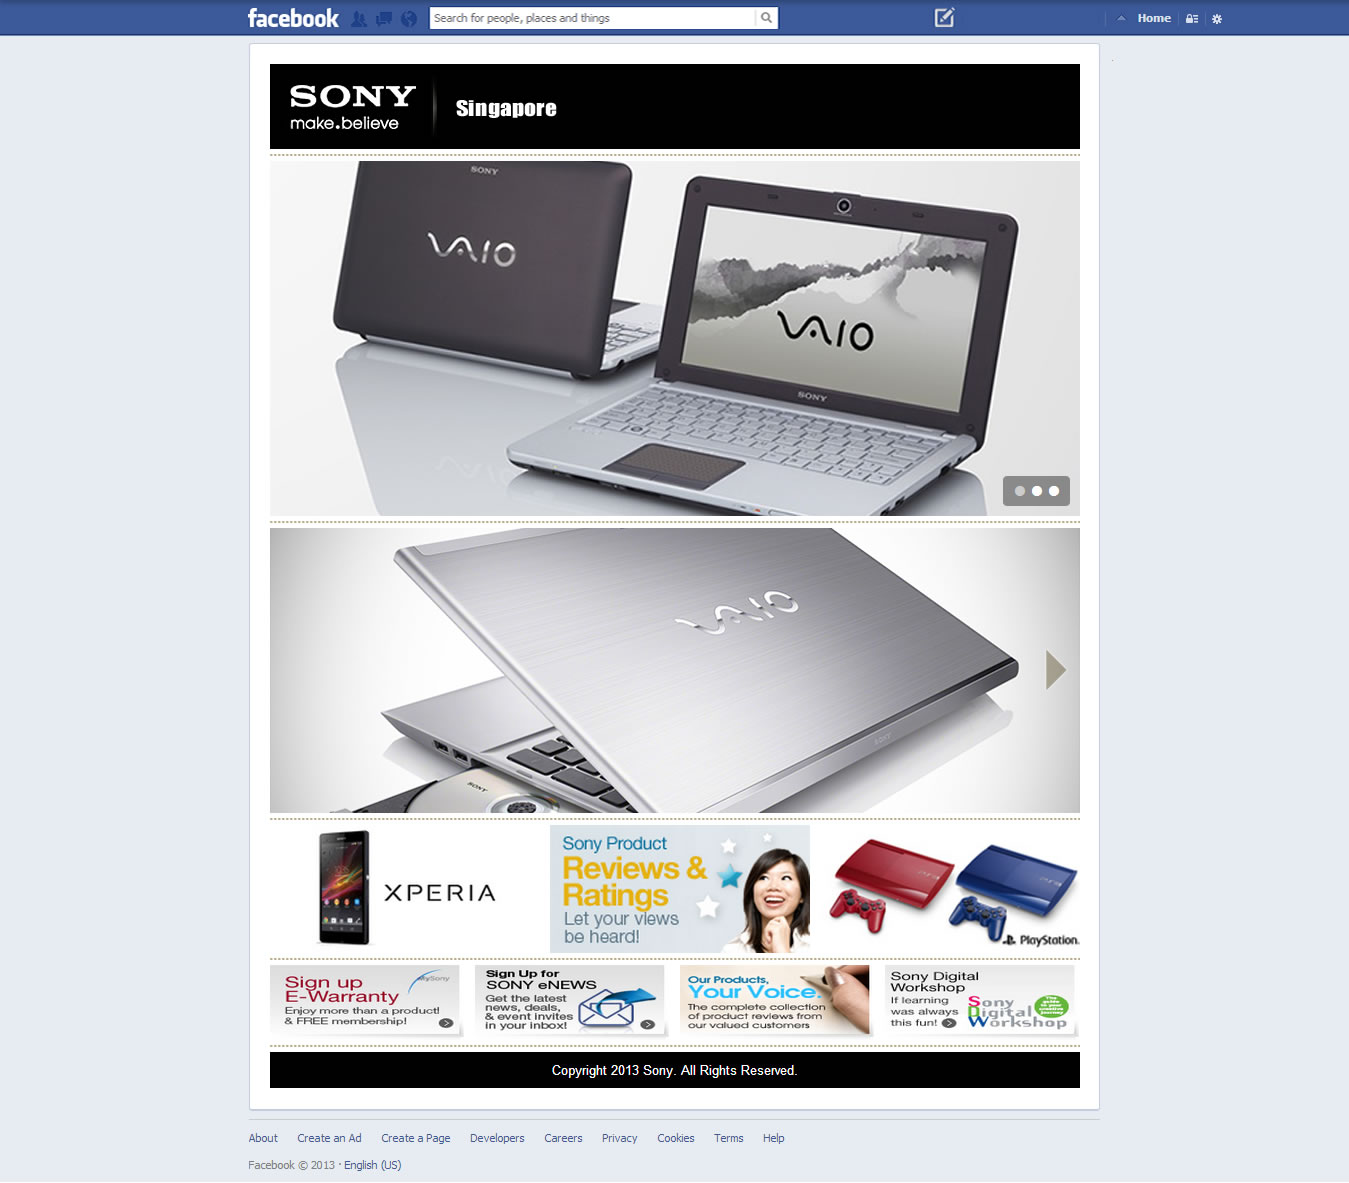 facebook
Search for people, places and things
Home
SONY
make.believe
Singapore
SONY
VAIO
VAIO
SONY
VAIO
SONY
SONY
XPERIA
Sony Product
Reviews &
Ratings
Let your views
be heard!
PS3
PS3
PlayStation.
Sign up
E-Warranty
Enjoy more than a product!
& FREE membership!
MySony
Sign Up for
SONY eNEWS
Get the latest
news, deals,
& event invites
in your inbox!
Our Products,
Your Voice.
The complete collection
of product reviews from
our valued customers
Sony Digital
Workshop
If learning
was always
this fun!
Sony
Digital
Workshop
Copyright 2013 Sony. All Rights Reserved.
About Create an Ad Create a Page Developers Careers Privacy Cookies Terms Help
Facebook © 2013 · English (US)